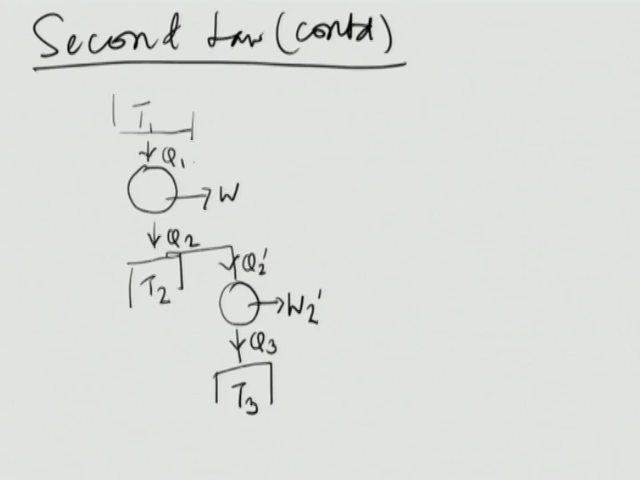 Second Law (contd)
T1
Q1
W
Q2
Q2'
T2
W2'
Q3
T3